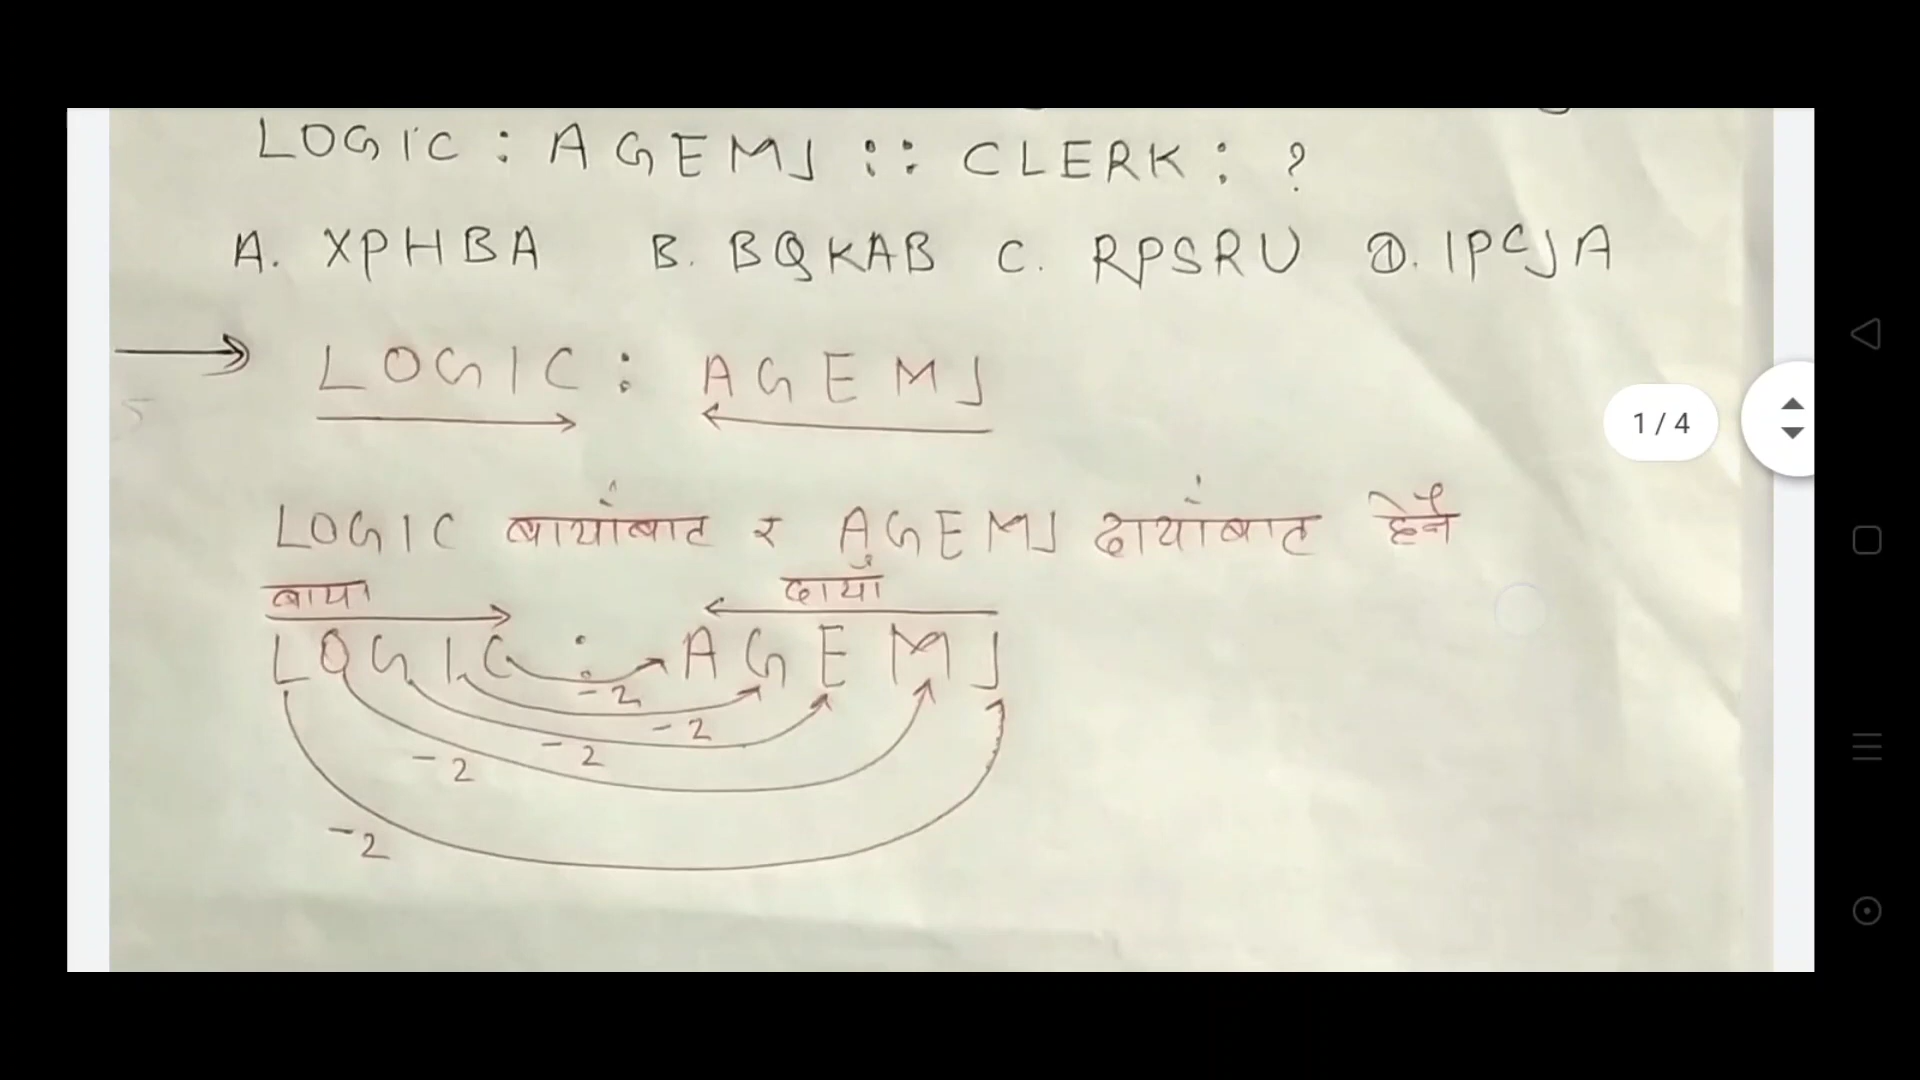 LOGIC : AGEMJ :: CLERK : ?
A. XPHBA B. BQKAB C. RPSRU D. IPCJA
LOGIC : AGEMJ
1 / 4
LOGIC बायाँबाट र AGEMJ दायाँबाट हेर्ने
बाया दायाँ
LOGIC : AGEMJ
-2
-2
-2
-2
-2